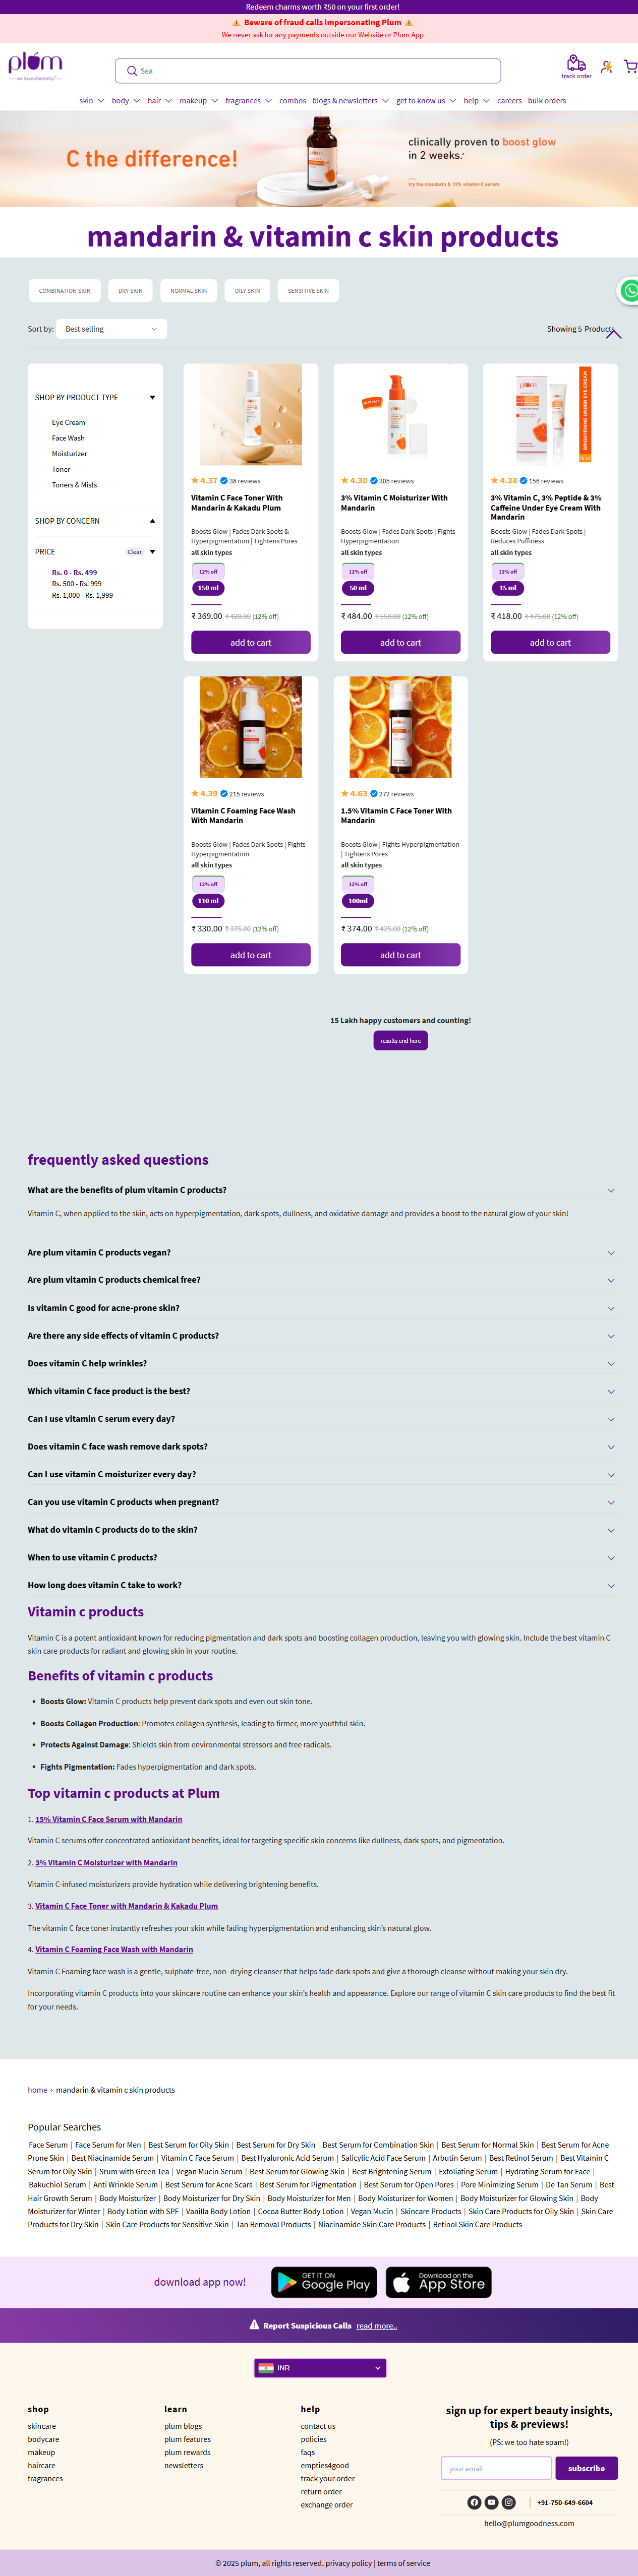 Redeem charms worth ₹50 on your first order!
Beware of fraud calls impersonating Plum
We never ask for any payments outside our Website or Plum App
plum
we have chemistry
Sea
track order
skin body hair makeup fragrances combos blogs & newsletters get to know us help careers bulk orders
C the difference!
clinically proven to boost glow
in 2 weeks.^
try the mandarin & 15% vitamin C serum
mandarin & vitamin c skin products
COMBINATION SKIN DRY SKIN NORMAL SKIN OILY SKIN SENSITIVE SKIN
Sort by: Best selling
Showing 5 Products
SHOP BY PRODUCT TYPE
Eye Cream
Face Wash
Moisturizer
Toner
Toners & Mists
SHOP BY CONCERN
PRICE Clear
Rs. 0 - Rs. 499
Rs. 500 - Rs. 999
Rs. 1,000 - Rs. 1,999
4.37 38 reviews
Vitamin C Face Toner With
Mandarin & Kakadu Plum
Boosts Glow | Fades Dark Spots &
Hyperpigmentation | Tightens Pores
all skin types
12% off
150 ml
₹ 369.00 ₹ 420.00 (12% off)
add to cart
4.30 305 reviews
3% Vitamin C Moisturizer With
Mandarin
Boosts Glow | Fades Dark Spots | Fights
Hyperpigmentation
all skin types
12% off
50 ml
₹ 484.00 ₹ 550.00 (12% off)
add to cart
plum
BRIGHTENING UNDER EYE CREAM
15 ml
4.28 156 reviews
3% Vitamin C, 3% Peptide & 3%
Caffeine Under Eye Cream With
Mandarin
Boosts Glow | Fades Dark Spots |
Reduces Puffiness
all skin types
12% off
15 ml
₹ 418.00 ₹ 475.00 (12% off)
add to cart
4.39 215 reviews
Vitamin C Foaming Face Wash
With Mandarin
Boosts Glow | Fades Dark Spots | Fights
Hyperpigmentation
all skin types
12% off
110 ml
₹ 330.00 ₹ 375.00 (12% off)
add to cart
4.63 272 reviews
1.5% Vitamin C Face Toner With
Mandarin
Boosts Glow | Fights Hyperpigmentation
| Tightens Pores
all skin types
12% off
100ml
₹ 374.00 ₹ 425.00 (12% off)
add to cart
15 Lakh happy customers and counting!
results end here
frequently asked questions
What are the benefits of plum vitamin C products?
Vitamin C, when applied to the skin, acts on hyperpigmentation, dark spots, dullness, and oxidative damage and provides a boost to the natural glow of your skin!
Are plum vitamin C products vegan?
Are plum vitamin C products chemical free?
Is vitamin C good for acne-prone skin?
Are there any side effects of vitamin C products?
Does vitamin C help wrinkles?
Which vitamin C face product is the best?
Can I use vitamin C serum every day?
Does vitamin C face wash remove dark spots?
Can I use vitamin C moisturizer every day?
Can you use vitamin C products when pregnant?
What do vitamin C products do to the skin?
When to use vitamin C products?
How long does vitamin C take to work?
Vitamin c products
Vitamin C is a potent antioxidant known for reducing pigmentation and dark spots and boosting collagen production, leaving you with glowing skin. Include the best vitamin C
skin care products for radiant and glowing skin in your routine.
Benefits of vitamin c products
• Boosts Glow: Vitamin C products help prevent dark spots and even out skin tone.
• Boosts Collagen Production: Promotes collagen synthesis, leading to firmer, more youthful skin.
• Protects Against Damage: Shields skin from environmental stressors and free radicals.
• Fights Pigmentation: Fades hyperpigmentation and dark spots.
Top vitamin c products at Plum
1. 15% Vitamin C Face Serum with Mandarin
Vitamin C serums offer concentrated antioxidant benefits, ideal for targeting specific skin concerns like dullness, dark spots, and pigmentation.
2. 3% Vitamin C Moisturizer with Mandarin
Vitamin C-infused moisturizers provide hydration while delivering brightening benefits.
3. Vitamin C Face Toner with Mandarin & Kakadu Plum
The vitamin C face toner instantly refreshes your skin while fading hyperpigmentation and enhancing skin's natural glow.
4. Vitamin C Foaming Face Wash with Mandarin
Vitamin C Foaming face wash is a gentle, sulphate-free, non- drying cleanser that helps fade dark spots and give a thorough cleanse without making your skin dry.
Incorporating vitamin C products into your skincare routine can enhance your skin's health and appearance. Explore our range of vitamin C skin care products to find the best fit
for your needs.
home › mandarin & vitamin c skin products
Popular Searches
Face Serum | Face Serum for Men | Best Serum for Oily Skin | Best Serum for Dry Skin | Best Serum for Combination Skin | Best Serum for Normal Skin | Best Serum for Acne
Prone Skin | Best Niacinamide Serum | Vitamin C Face Serum | Best Hyaluronic Acid Serum | Salicylic Acid Face Serum | Arbutin Serum | Best Retinol Serum | Best Vitamin C
Serum for Oily Skin | Srum with Green Tea | Vegan Mucin Serum | Best Serum for Glowing Skin | Best Brightening Serum | Exfoliating Serum | Hydrating Serum for Face |
Bakuchiol Serum | Anti Wrinkle Serum | Best Serum for Acne Scars | Best Serum for Pigmentation | Best Serum for Open Pores | Pore Minimizing Serum | De Tan Serum | Best
Hair Growth Serum | Body Moisturizer | Body Moisturizer for Dry Skin | Body Moisturizer for Men | Body Moisturizer for Women | Body Moisturizer for Glowing Skin | Body
Moisturizer for Winter | Body Lotion with SPF | Vanilla Body Lotion | Cocoa Butter Body Lotion | Vegan Mucin | Skincare Products | Skin Care Products for Oily Skin | Skin Care
Products for Dry Skin | Skin Care Products for Sensitive Skin | Tan Removal Products | Niacinamide Skin Care Products | Retinol Skin Care Products
download app now!
GET IT ON
Google Play
Download on the
App Store
Report Suspicious Calls read more..
INR
shop
skincare
bodycare
makeup
haircare
fragrances
learn
plum blogs
plum features
plum rewards
newsletters
help
contact us
policies
faqs
empties4good
track your order
return order
exchange order
sign up for expert beauty insights,
tips & previews!
(PS: we too hate spam!)
your email
subscribe
+91-750-649-6604
hello@plumgoodness.com
© 2025 plum, all rights reserved. privacy policy | terms of service